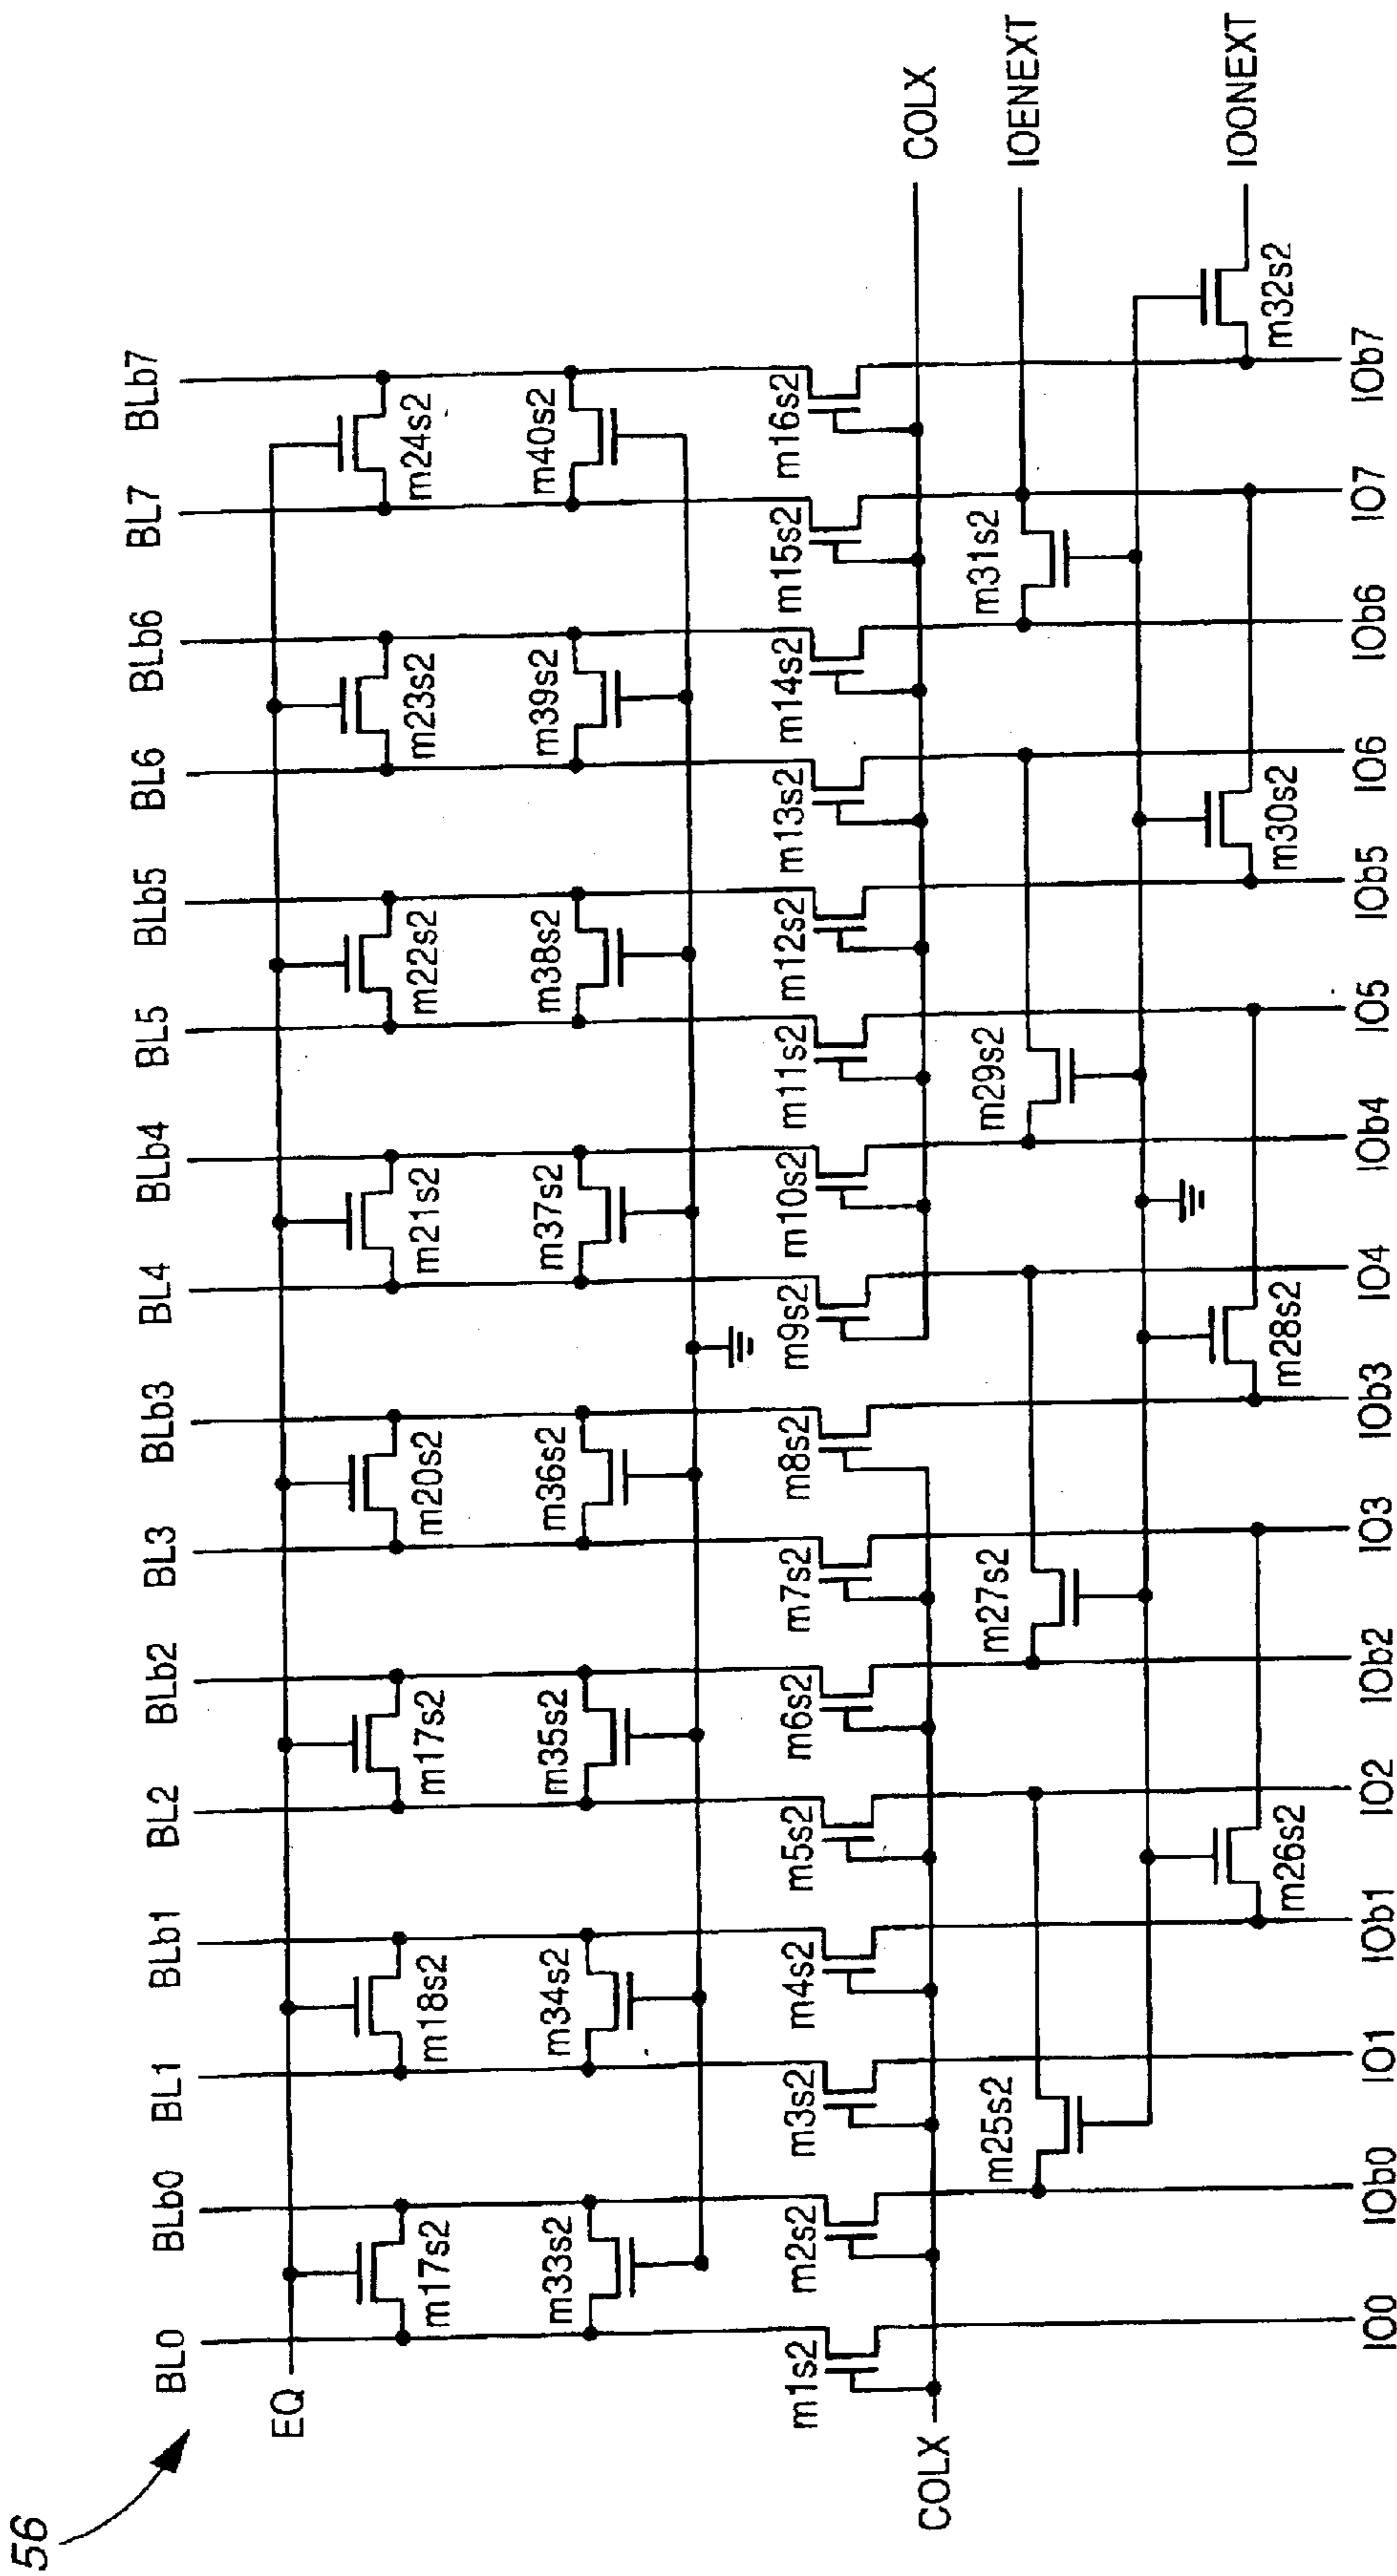 56
BL0 BLb0 BL1 BLb1 BL2 BLb2 BL3 BLb3 BL4 BLb4 BL5 BLb5 BL6 BLb6 BL7 BLb7
EQ
m17s2 m18s2 m17s2 m20s2 m21s2 m22s2 m23s2 m24s2
m33s2 m34s2 m35s2 m36s2 m37s2 m38s2 m39s2 m40s2
m1s2 m2s2 m3s2 m4s2 m5s2 m6s2 m7s2 m8s2 m9s2 m10s2 m11s2 m12s2 m13s2 m14s2 m15s2 m16s2
COLX COLX
m25s2 m27s2 m29s2 m31s2 IOENEXT
m26s2 m28s2 m30s2 m32s2 IOONEXT
IO0 IOb0 IO1 IOb1 IO2 IOb2 IO3 IOb3 IO4 IOb4 IO5 IOb5 IO6 IOb6 IO7 IOb7